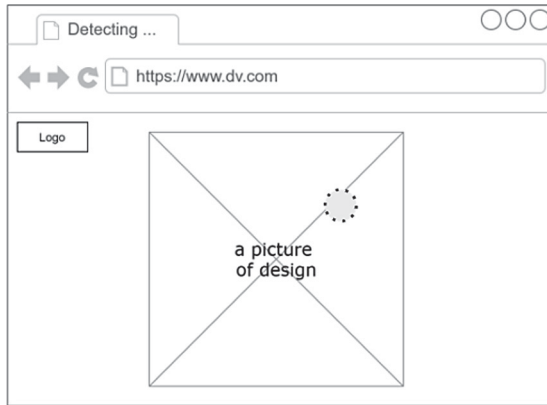 Detecting ...
https://www.dv.com
Logo
a picture
of design